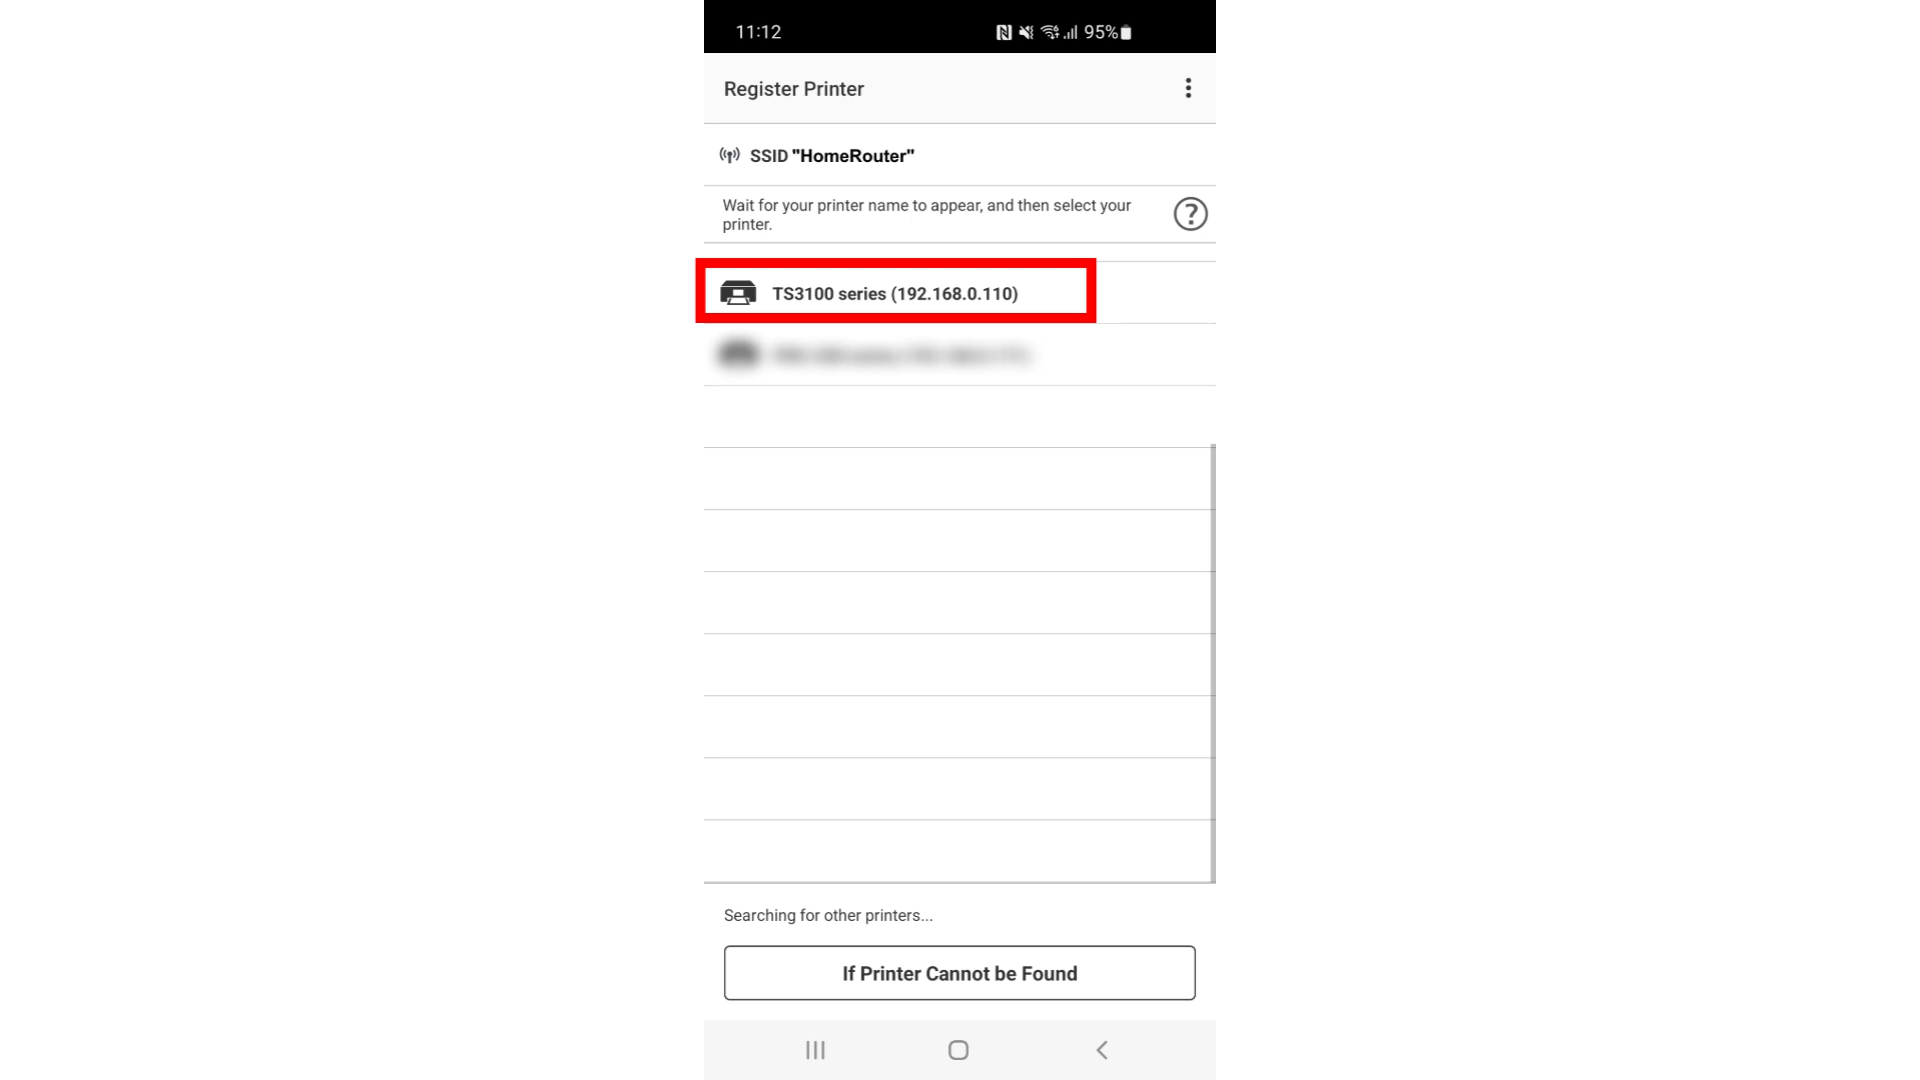 11:12
95%
Register Printer
SSID "HomeRouter"
Wait for your printer name to appear, and then select your
printer.
TS3100 series (192.168.0.110)
Searching for other printers...
If Printer Cannot be Found